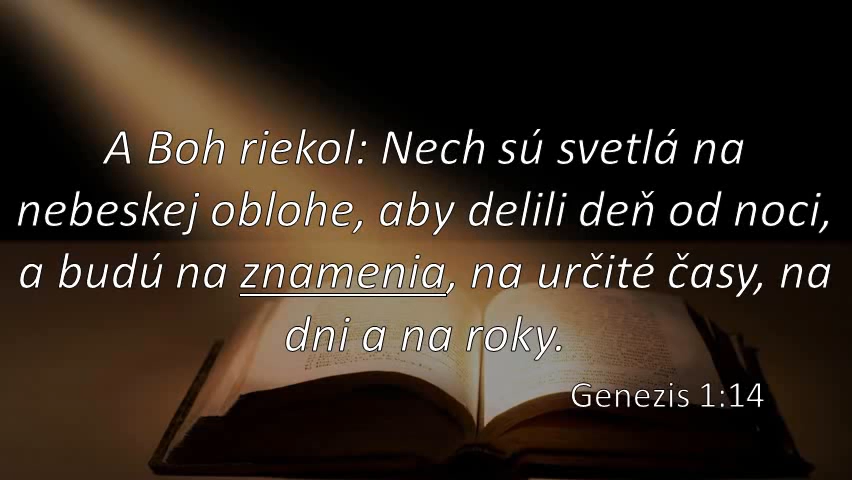 A Boh riekol: Nech sú svetlá na
nebeskej oblohe, aby delili deň od noci,
a budú na znamenia, na určité časy, na
dni a na roky.
Genezis 1:14